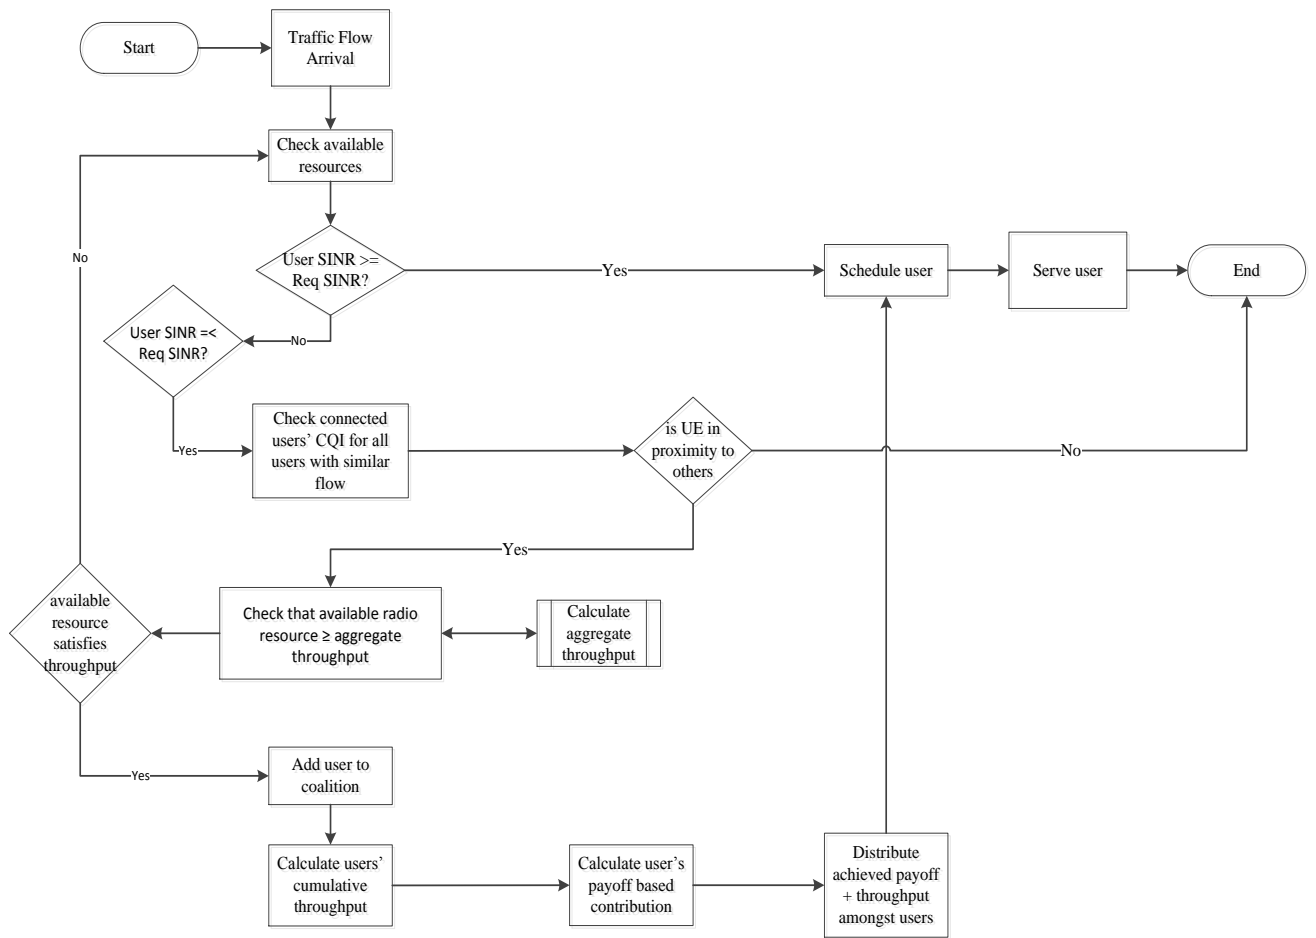 Start
Traffic Flow
Arrival
Check available
resources
No
User SINR >=
Req SINR?
Yes
Schedule user
Serve user
End
User SINR =<
Req SINR?
No
Yes
Check connected
users’ CQI for all
users with similar
flow
is UE in
proximity to
others
No
Yes
available
resource
satisfies
throughput
Check that available radio
resource ≥ aggregate
throughput
Calculate
aggregate
throughput
Yes
Add user to
coalition
Calculate users’
cumulative
throughput
Calculate user’s
payoff based
contribution
Distribute
achieved payoff
+ throughput
amongst users